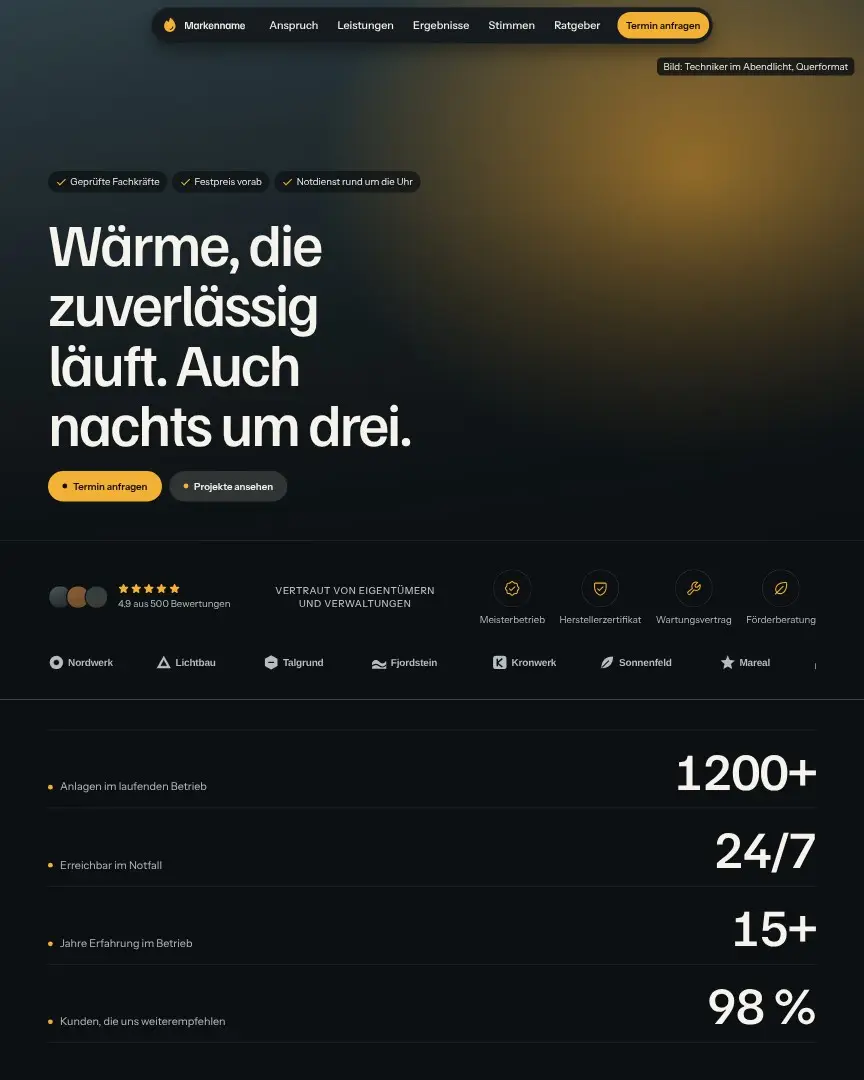 Markenname Anspruch Leistungen Ergebnisse Stimmen Ratgeber Termin anfragen
Bild: Techniker im Abendlicht, Querformat
Geprüfte Fachkräfte Festpreis vorab Notdienst rund um die Uhr
Wärme, die
zuverlässig
läuft. Auch
nachts um drei.
Termin anfragen Projekte ansehen
4.9 aus 500 Bewertungen
VERTRAUT VON EIGENTÜMERN
UND VERWALTUNGEN
Meisterbetrieb Herstellerzertifikat Wartungsvertrag Förderberatung
Nordwerk Lichtbau Talgrund Fjordstein Kronwerk Sonnenfeld Mareal
Anlagen im laufenden Betrieb 1200+
Erreichbar im Notfall 24/7
Jahre Erfahrung im Betrieb 15+
Kunden, die uns weiterempfehlen 98 %